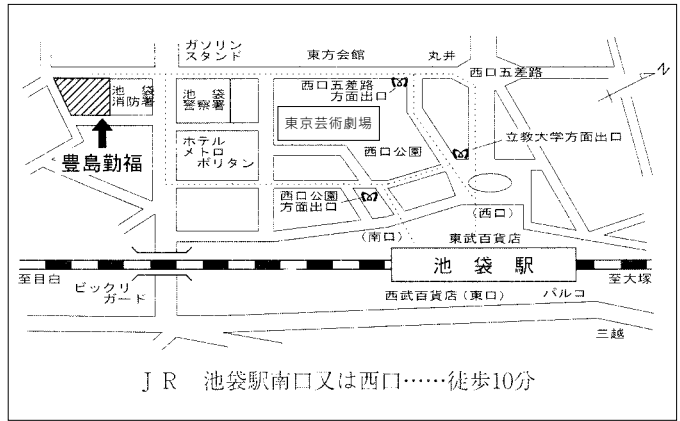 ガソリン
スタンド
東方会館
丸井
西口五差路
N
池袋
消防署
池袋
警察署
西口五差路
方面出口
東京芸術劇場
立教大学方面出口
豊島勤福
ホテル
メトロ
ポリタン
西口公園
西口公園
方面出口
(西口)
(南口)
東武百貨店
池袋駅
至目白
至大塚
ビックリ
ガード
西武百貨店(東口)
パルコ
三越
JR 池袋駅南口又は西口……徒歩10分